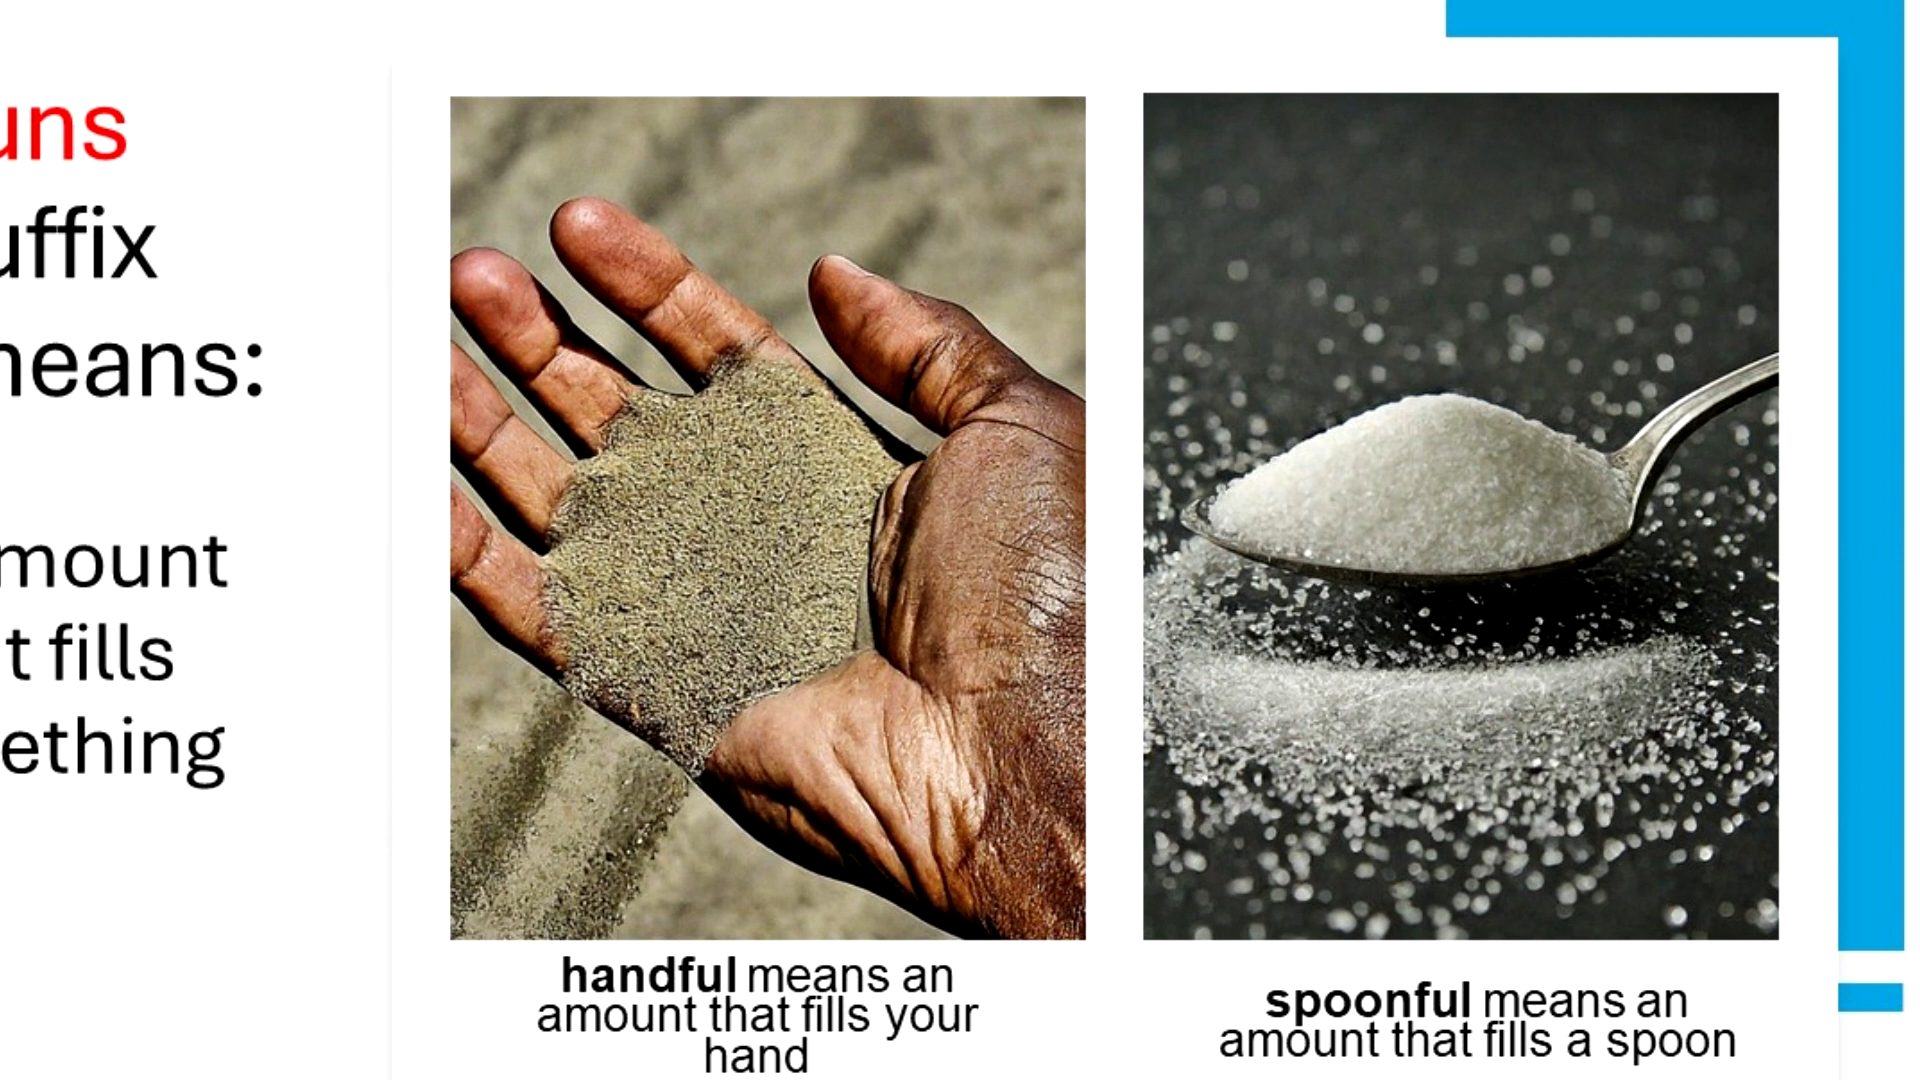 uns
uffix
means:
mount
t fills
ething
handful means an
amount that fills your
hand
spoonful means an
amount that fills a spoon